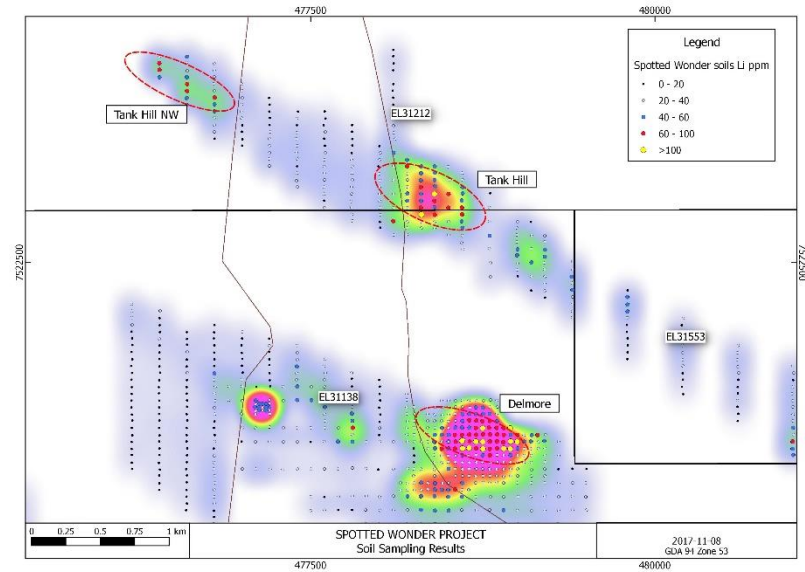 477500
480000
Legend
Spotted Wonder soils Li ppm
0 - 20
20 - 40
40 - 60
60 - 100
>100
Tank Hill NW
EL31212
Tank Hill
7522500
7522500
EL31553
EL31138
Delmore
0 0.25 0.5 0.75 1 km
SPOTTED WONDER PROJECT
Soil Sampling Results
2017-11-08
GDA 94 Zone 53
477500
480000